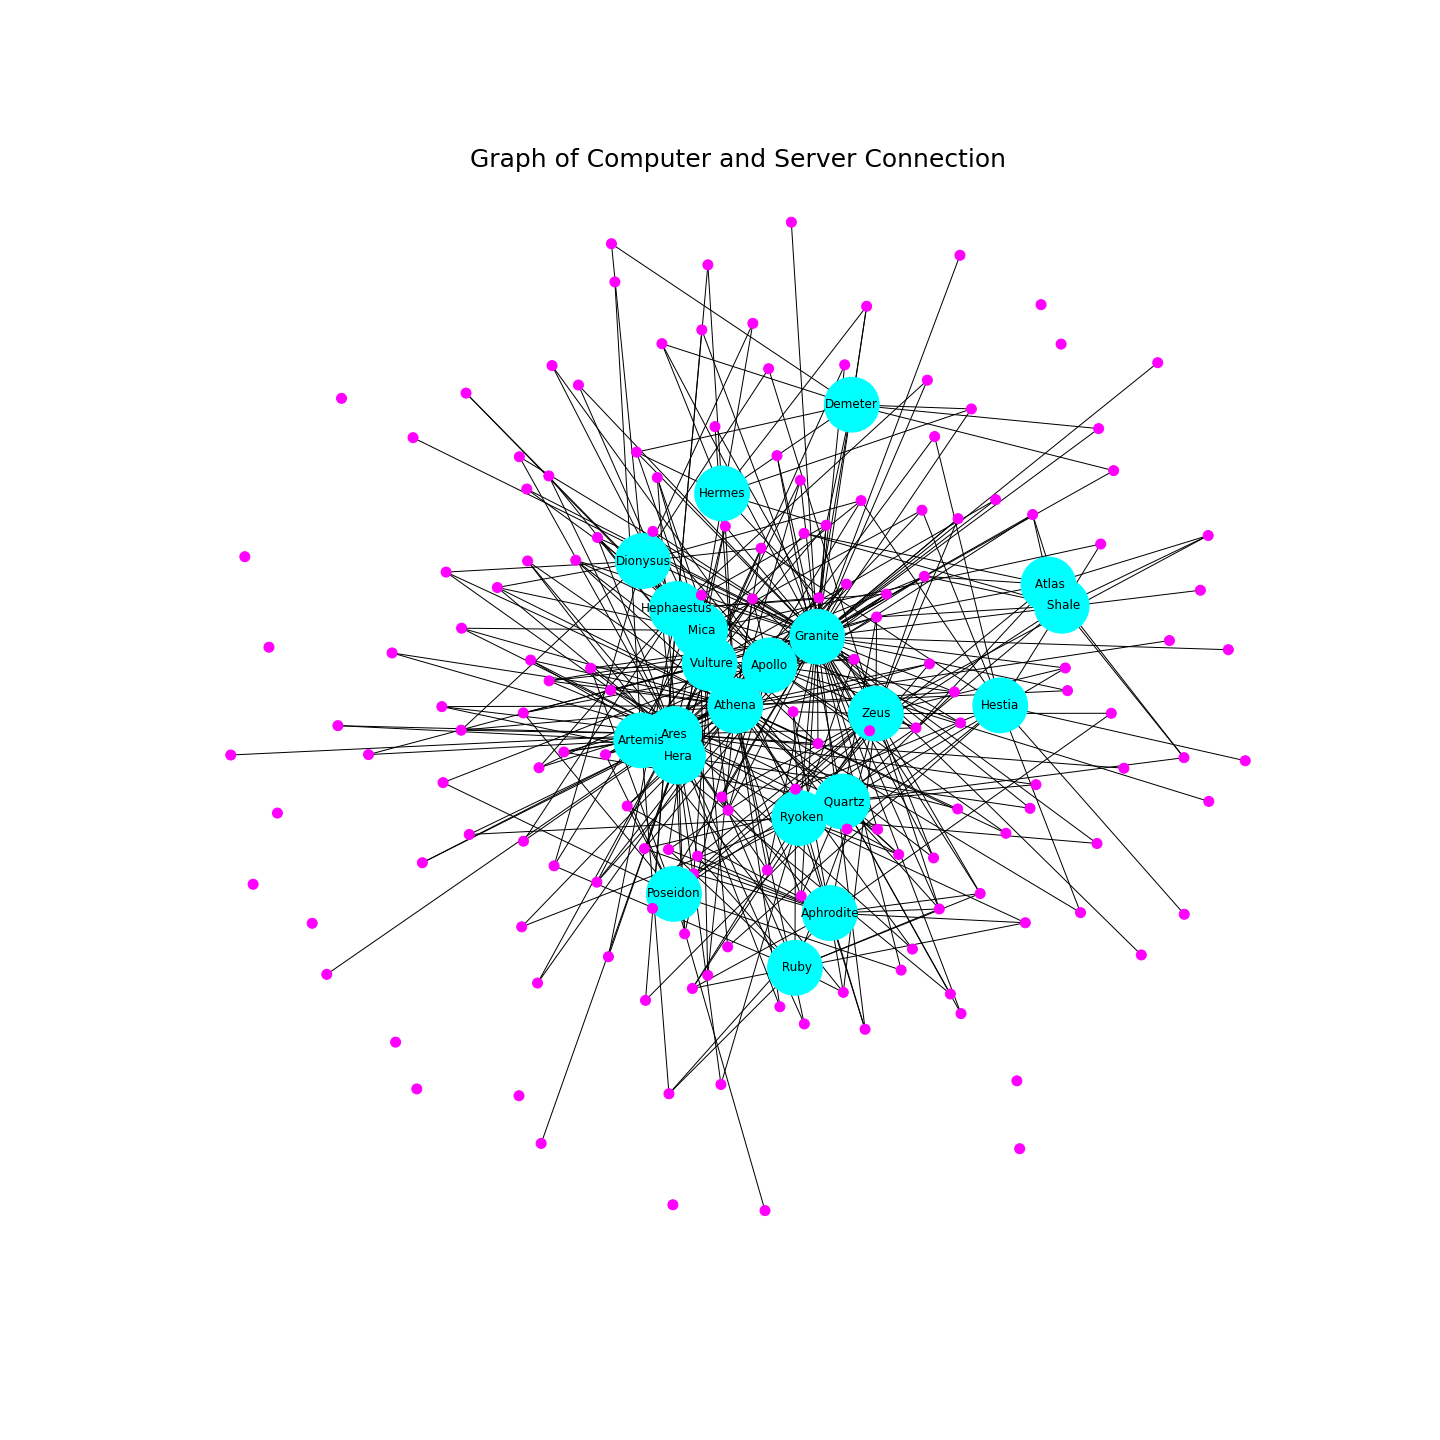 Graph of Computer and Server Connection
Demeter
Hermes
Dionysus
Atlas
Shale
Hephaestus
Mica
Granite
Vulture
Apollo
Athena
Hestia
Zeus
Ares
Artemis
Hera
Quartz
Ryoken
Poseidon
Aphrodite
Ruby